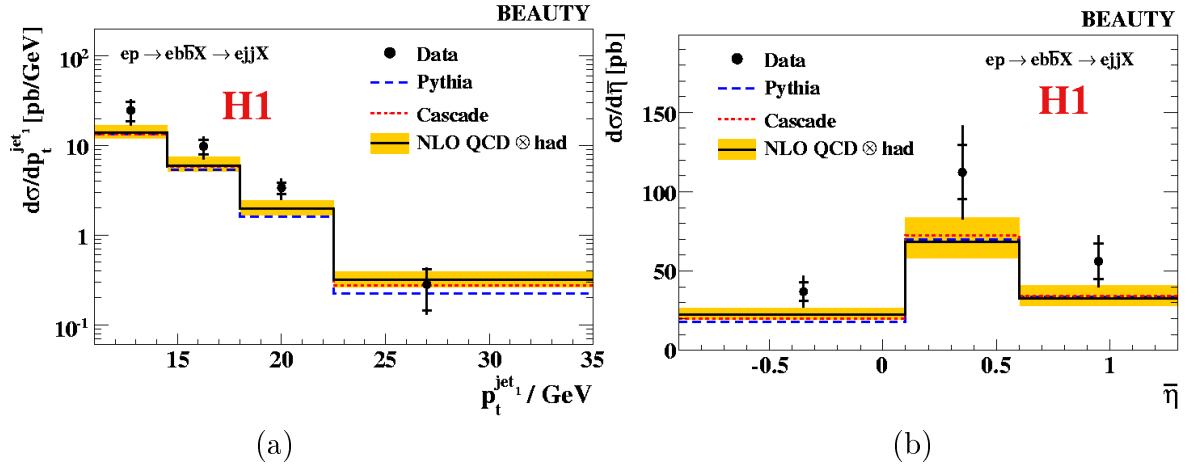 BEAUTY
ep → ebb̄X → ejjX
H1
Data
Pythia
Cascade
NLO QCD ⊗ had
dσ/dp_t^{jet_1} [pb/GeV]
10²
10
1
10⁻¹
15 20 25 30 35
p_t^{jet_1} / GeV
(a)
BEAUTY
ep → ebb̄X → ejjX
H1
Data
Pythia
Cascade
NLO QCD ⊗ had
dσ/dη̄ [pb]
150
100
50
0
-0.5 0 0.5 1
η̄
(b)